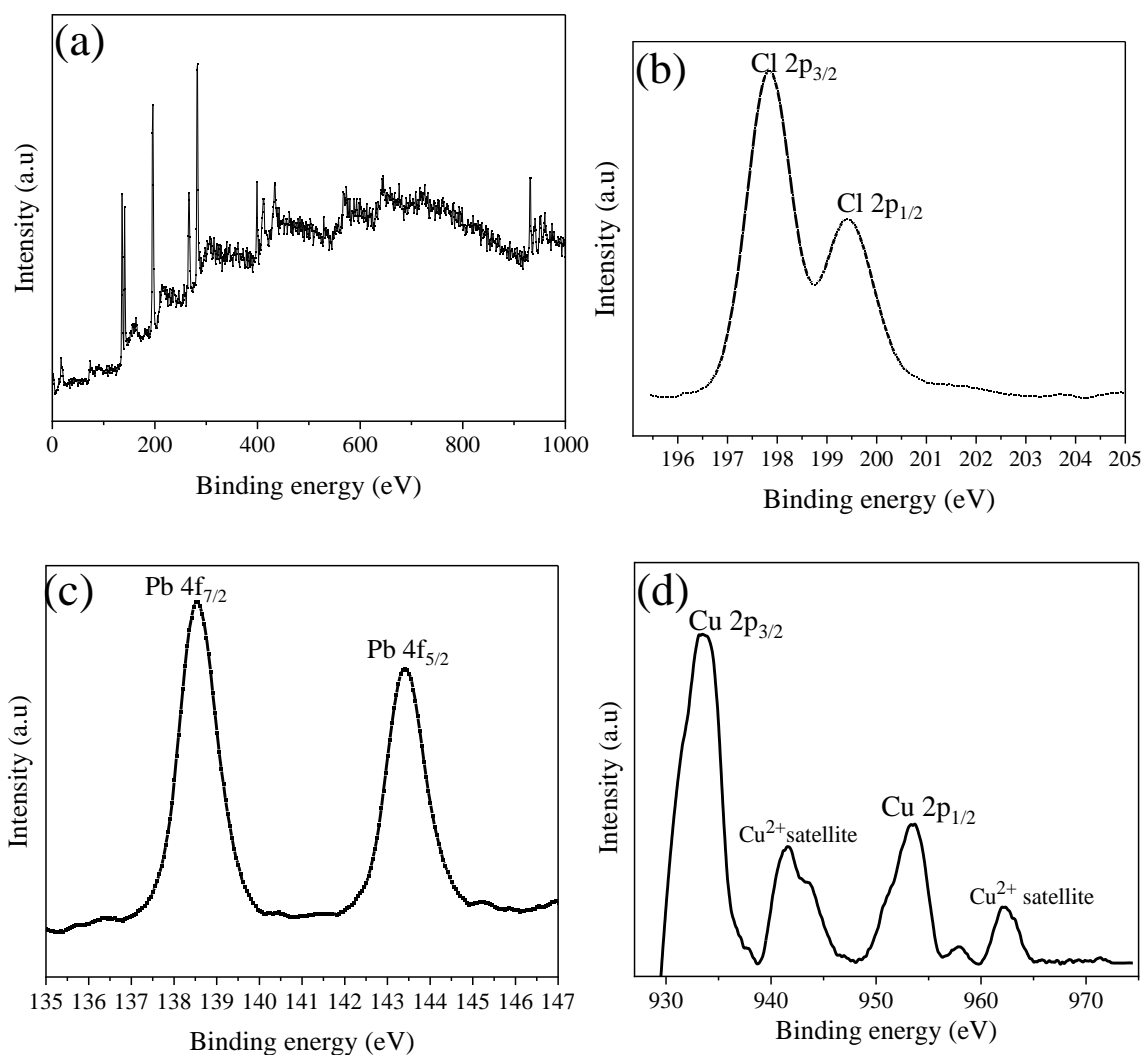 (a)
Intensity (a.u)
0 200 400 600 800 1000
Binding energy (eV)
(b)
Cl 2p3/2
Cl 2p1/2
Intensity (a.u)
196 197 198 199 200 201 202 203 204 205
Binding energy (eV)
(c)
Pb 4f7/2
Pb 4f5/2
Intensity (a.u)
135 136 137 138 139 140 141 142 143 144 145 146 147
Binding energy (eV)
(d)
Cu 2p3/2
Cu2+satellite
Cu 2p1/2
Cu2+ satellite
Intensity (a.u)
930 940 950 960 970
Binding energy (eV)